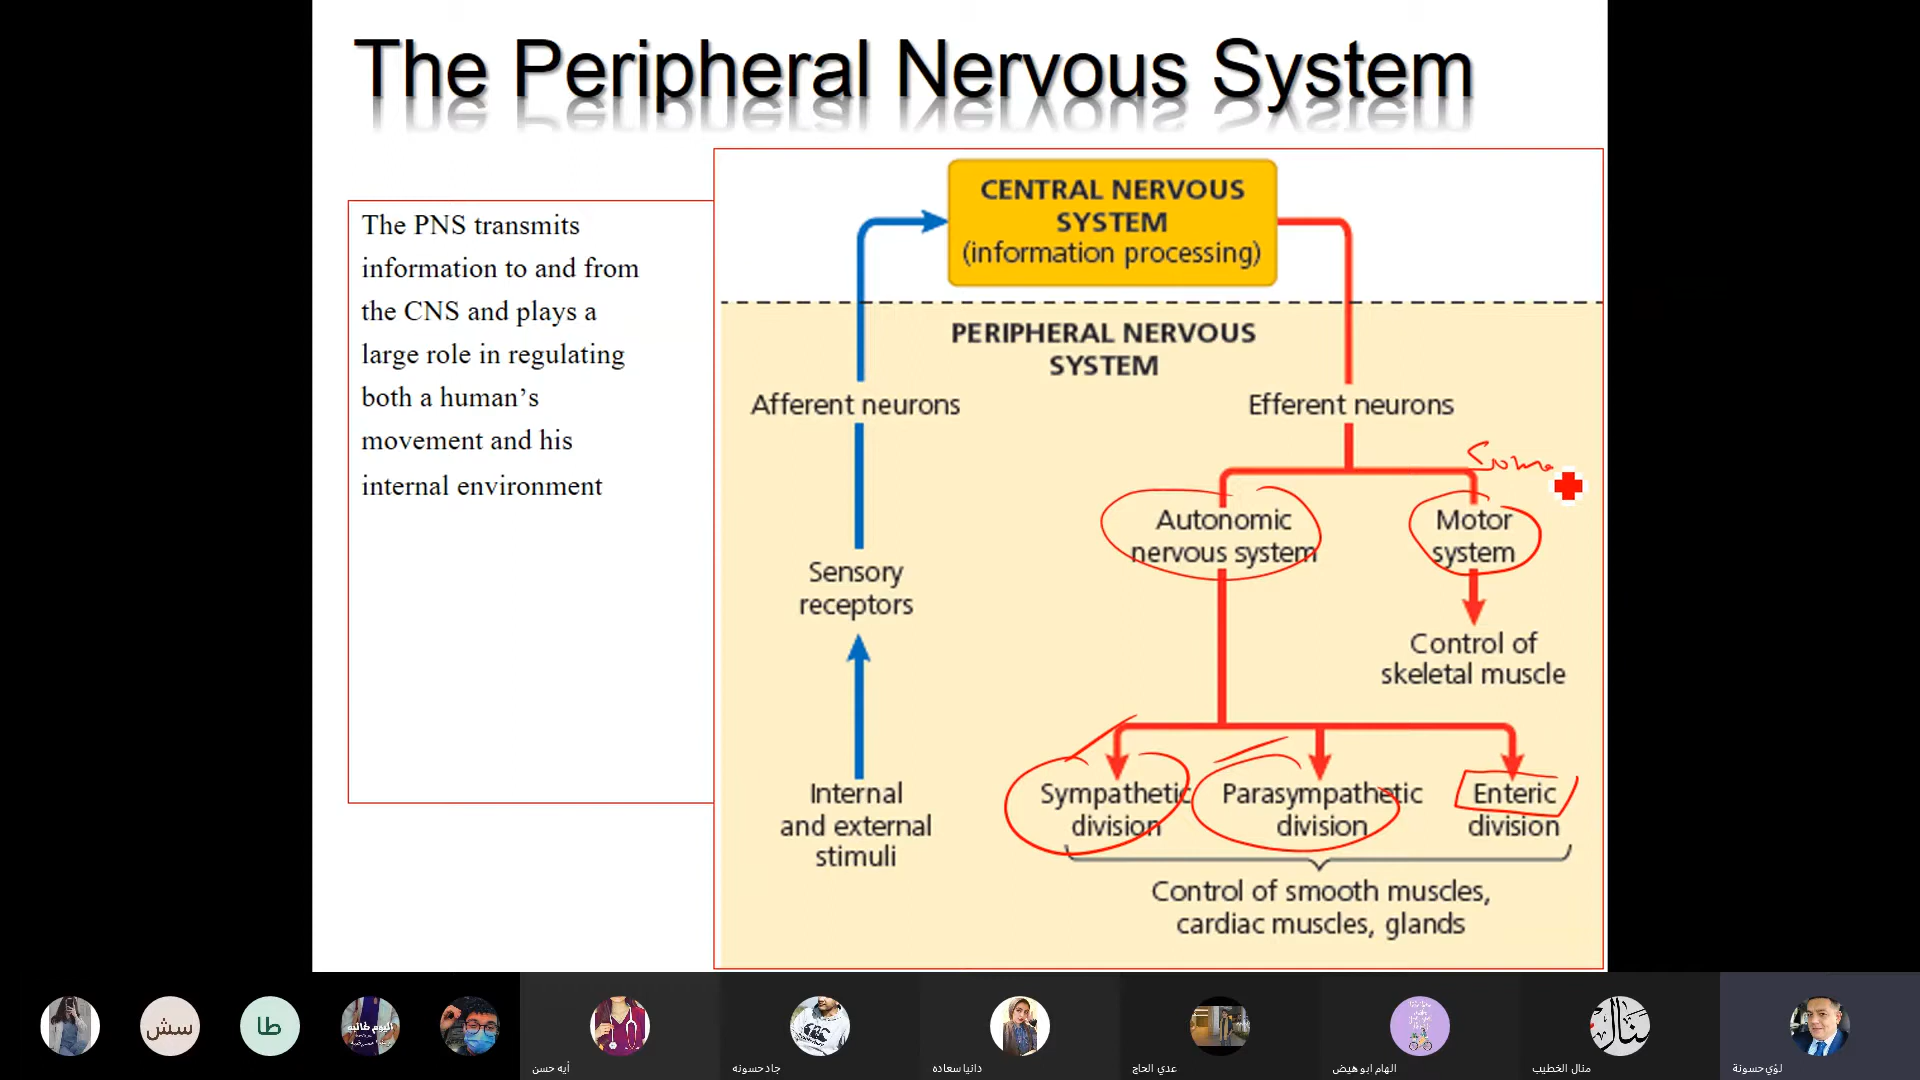 The Peripheral Nervous System
The PNS transmits
information to and from
the CNS and plays a
large role in regulating
both a human’s
movement and his
internal environment
CENTRAL NERVOUS
SYSTEM
(information processing)
PERIPHERAL NERVOUS
SYSTEM
Afferent neurons
Efferent neurons
Soma
Autonomic
nervous system
Motor
system
Sensory
receptors
Control of
skeletal muscle
Internal
and external
stimuli
Sympathetic
division
Parasympathetic
division
Enteric
division
Control of smooth muscles,
cardiac muscles, glands
سش
طا
أيه حسن
جاد حسونه
دانيا سعاده
عدي الحاج
الهام ابو هيض
منال الخطيب
لؤي حسونة